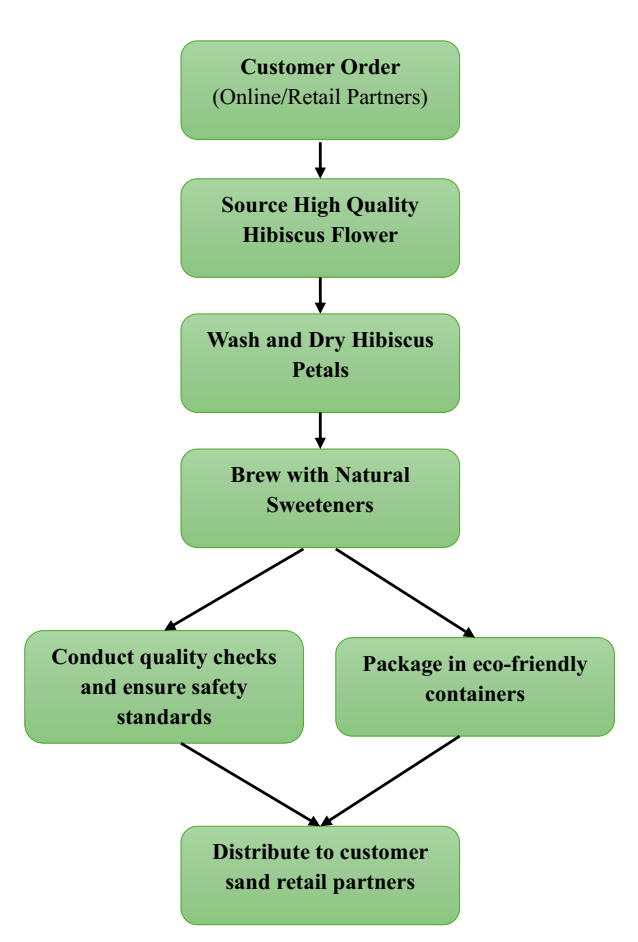 Customer Order
(Online/Retail Partners)
Source High Quality
Hibiscus Flower
Wash and Dry Hibiscus
Petals
Brew with Natural
Sweeteners
Conduct quality checks
and ensure safety
standards
Package in eco-friendly
containers
Distribute to customer
sand retail partners